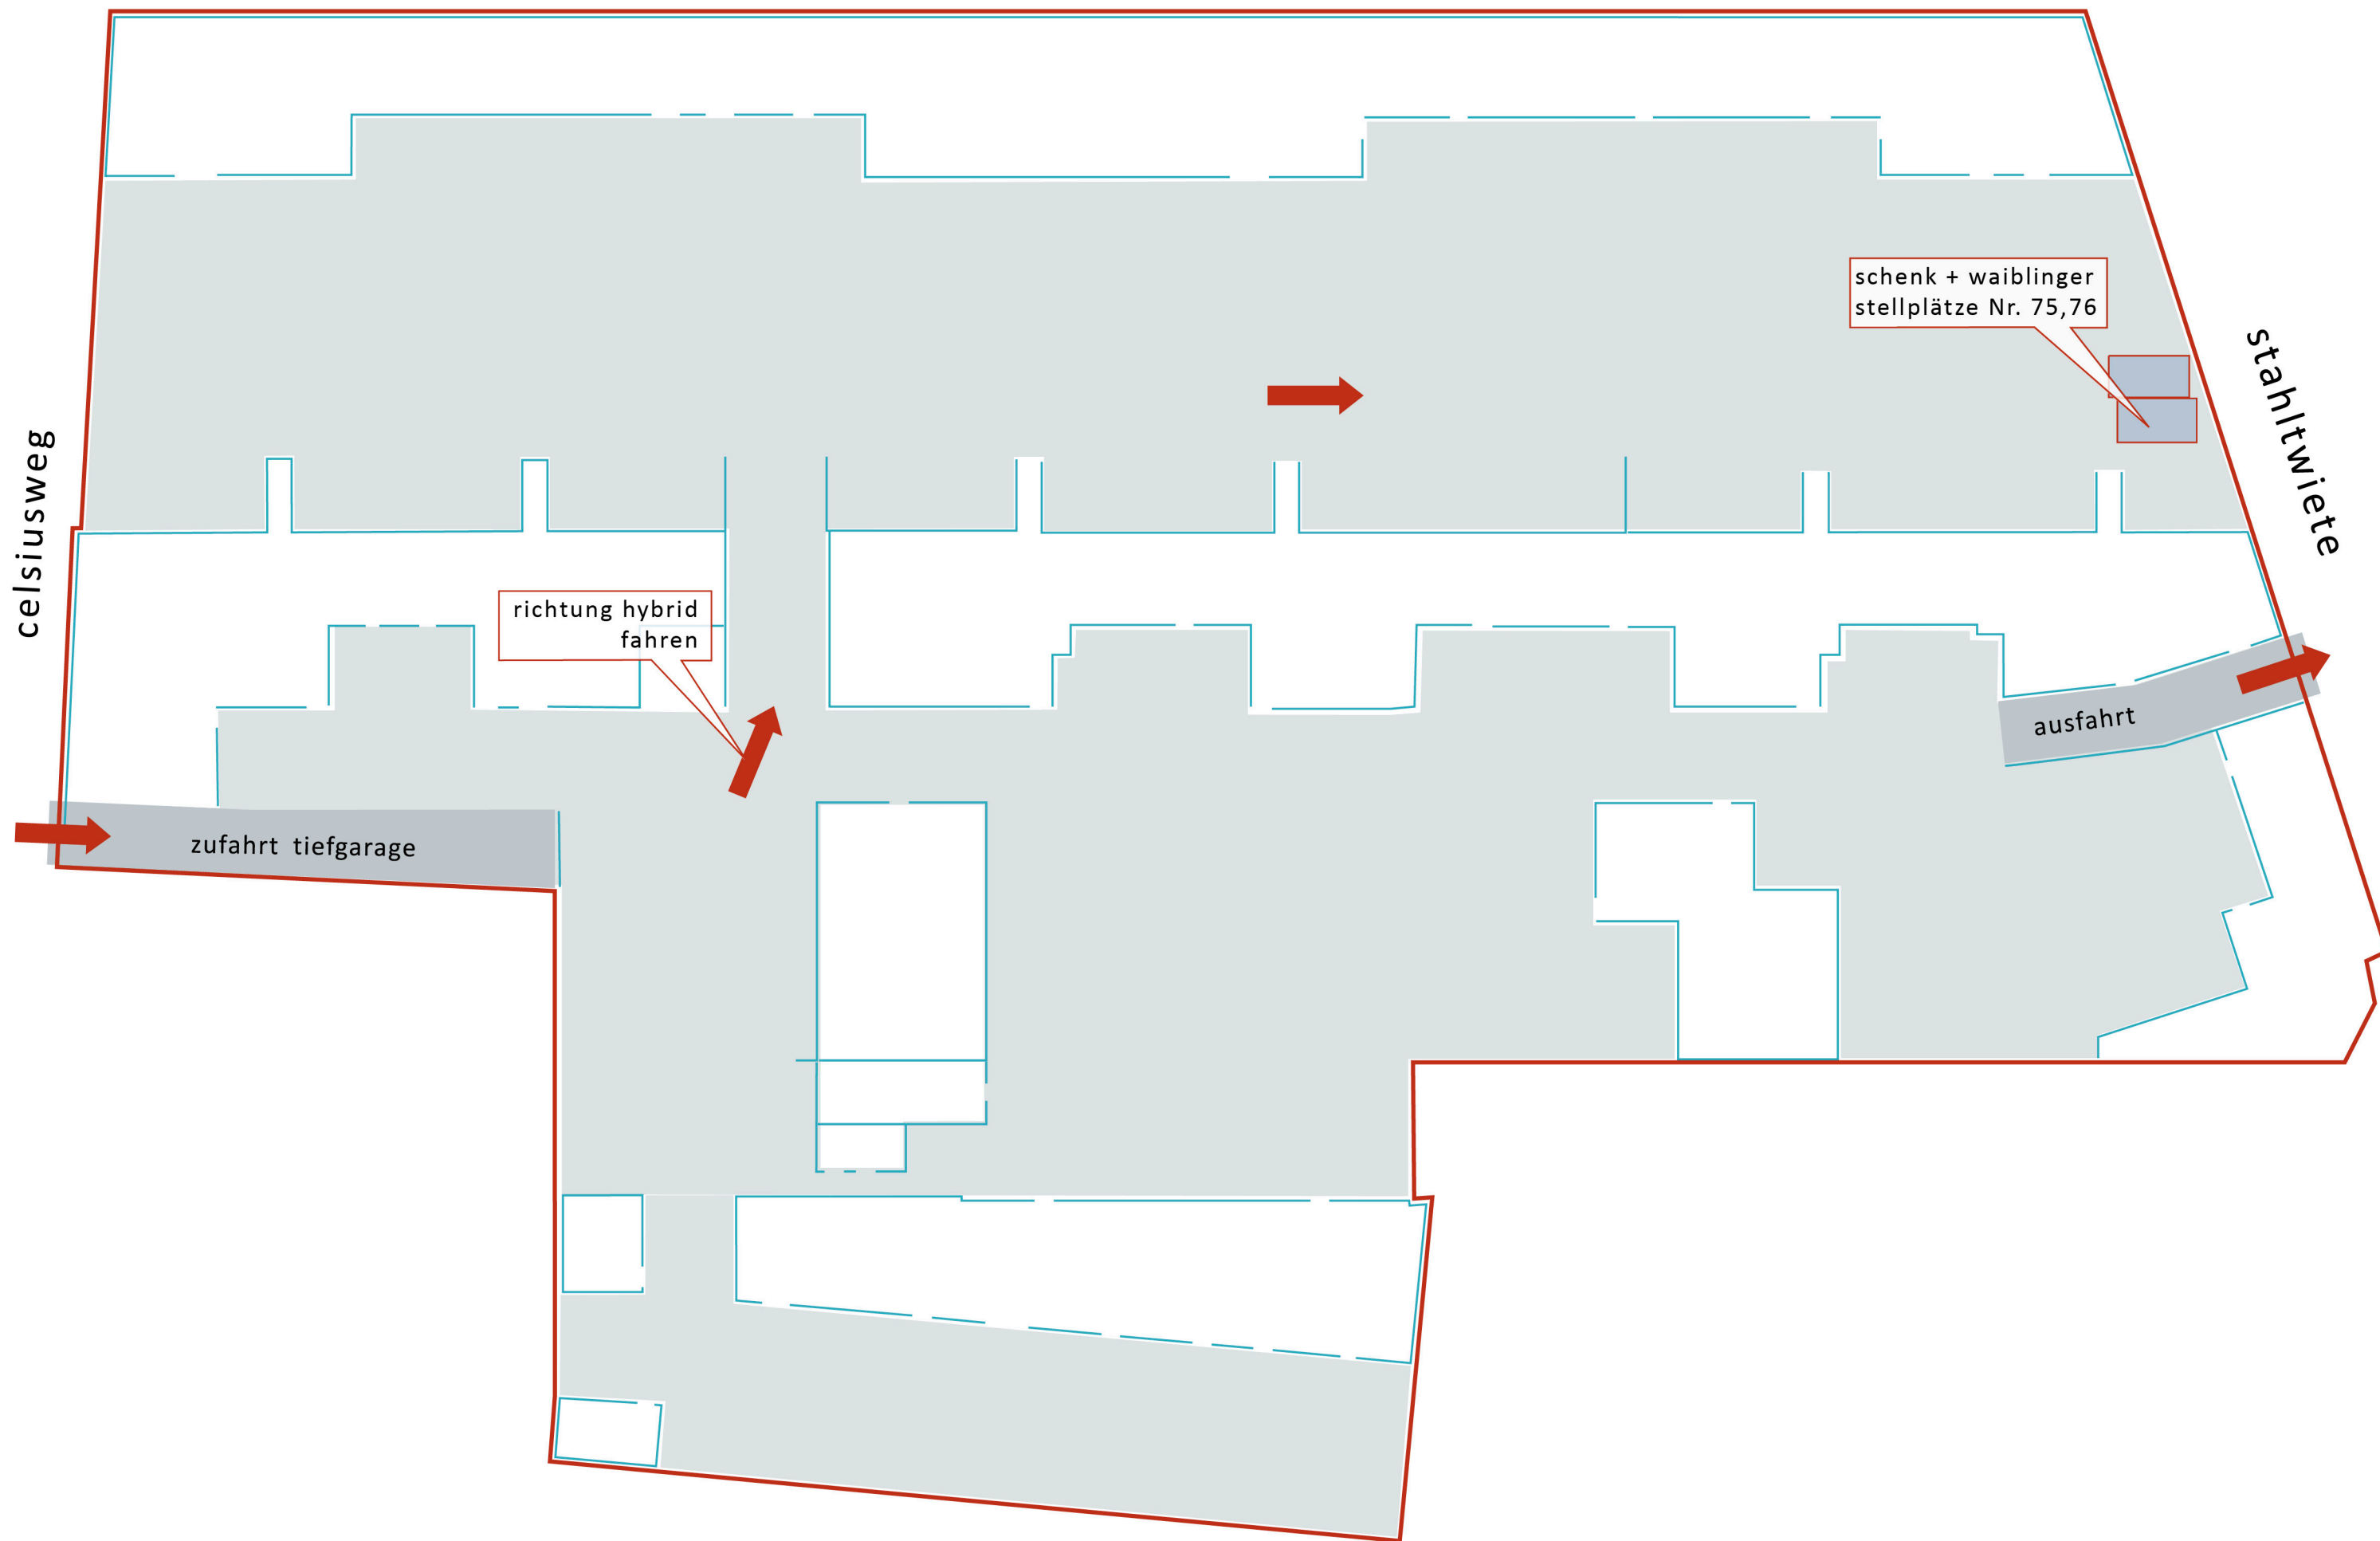 schenk + waiblinger
stellplätze Nr. 75,76
stahltwiete
celsiusweg
richtung hybrid
fahren
ausfahrt
zufahrt tiefgarage